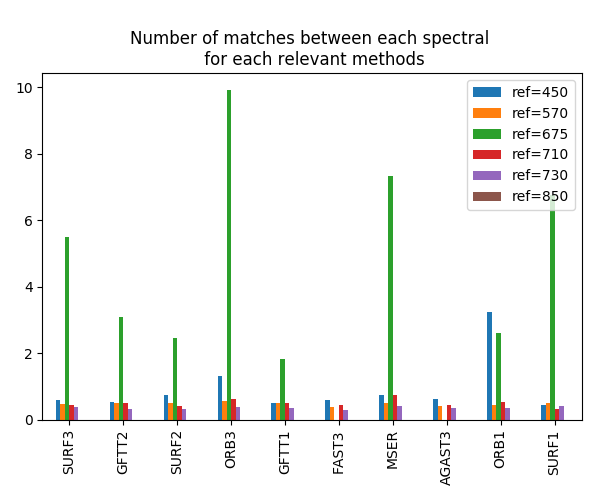 Number of matches between each spectral
for each relevant methods
ref=450
ref=570
ref=675
ref=710
ref=730
ref=850
10
8
6
4
2
0
SURF3
GFTT2
SURF2
ORB3
GFTT1
FAST3
MSER
AGAST3
ORB1
SURF1